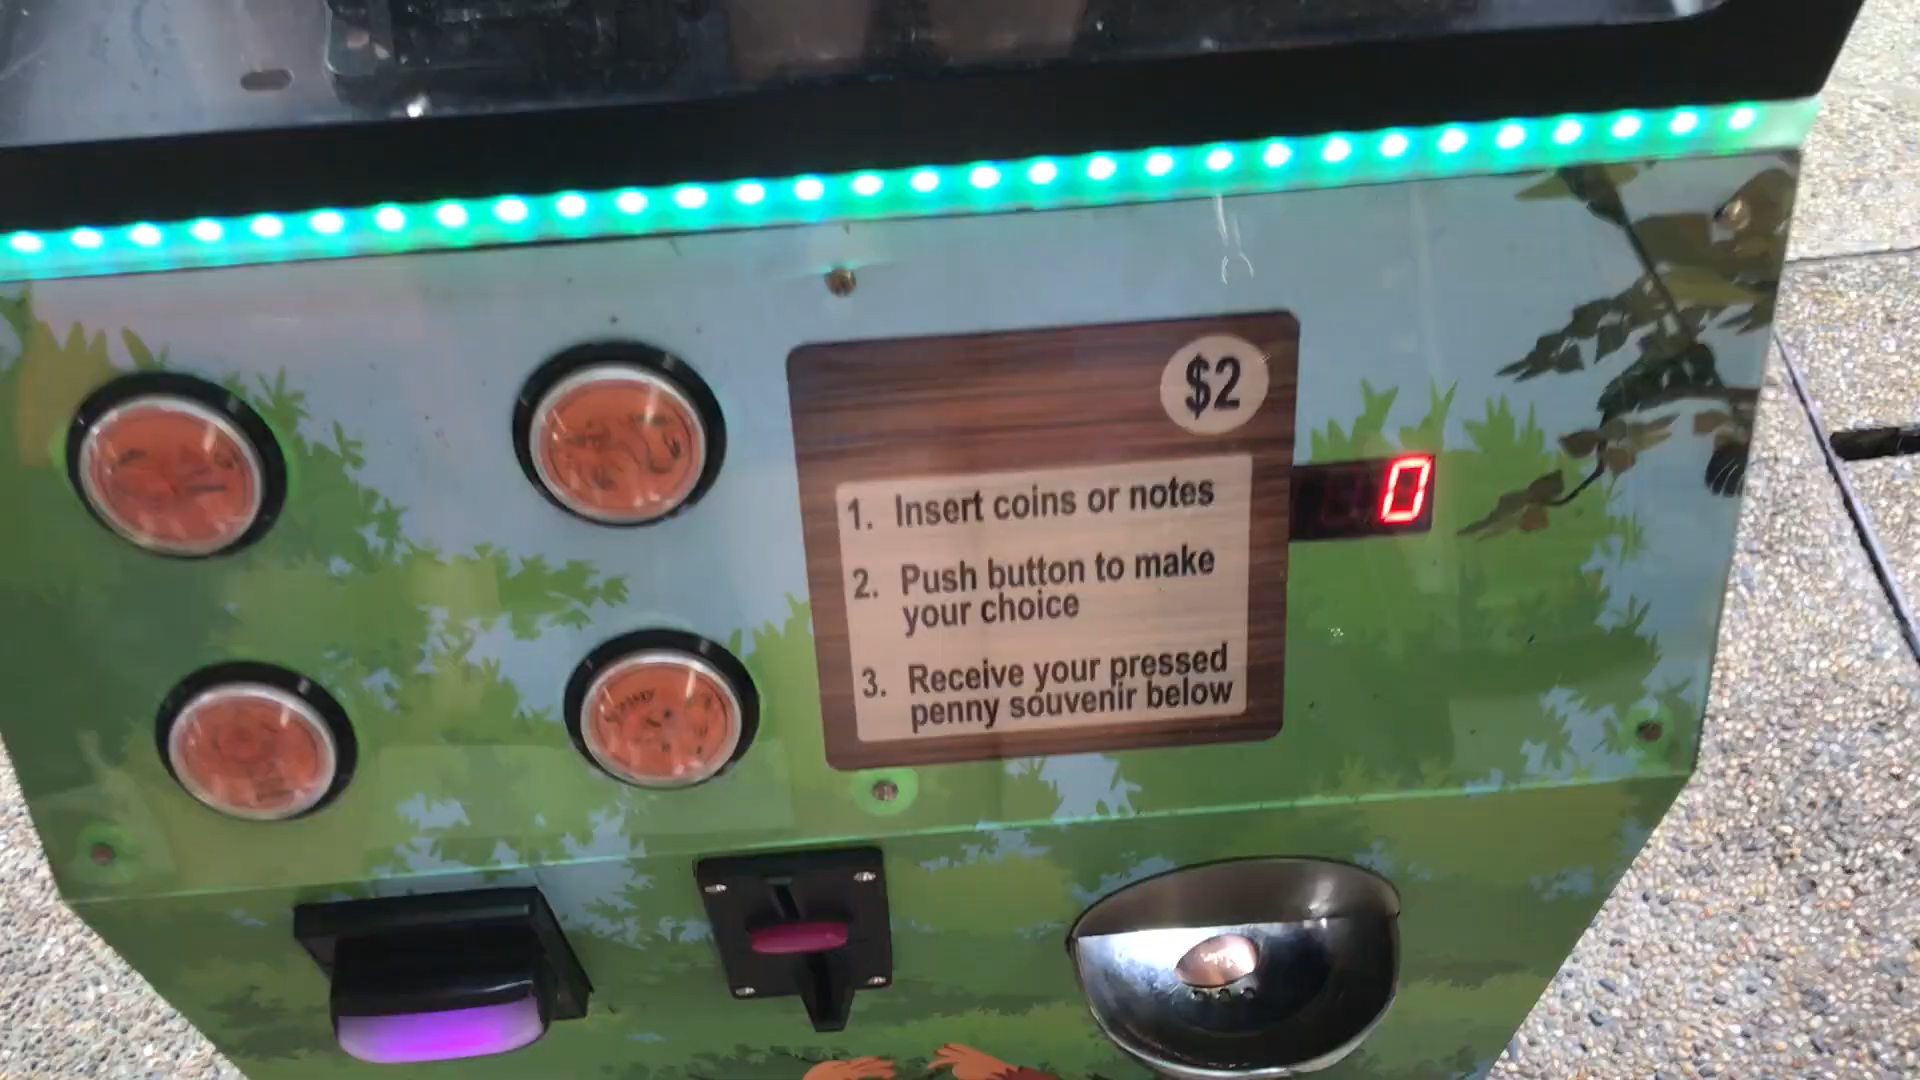 $2
1. Insert coins or notes
2. Push button to make
your choice
3. Receive your pressed
penny souvenir below
0